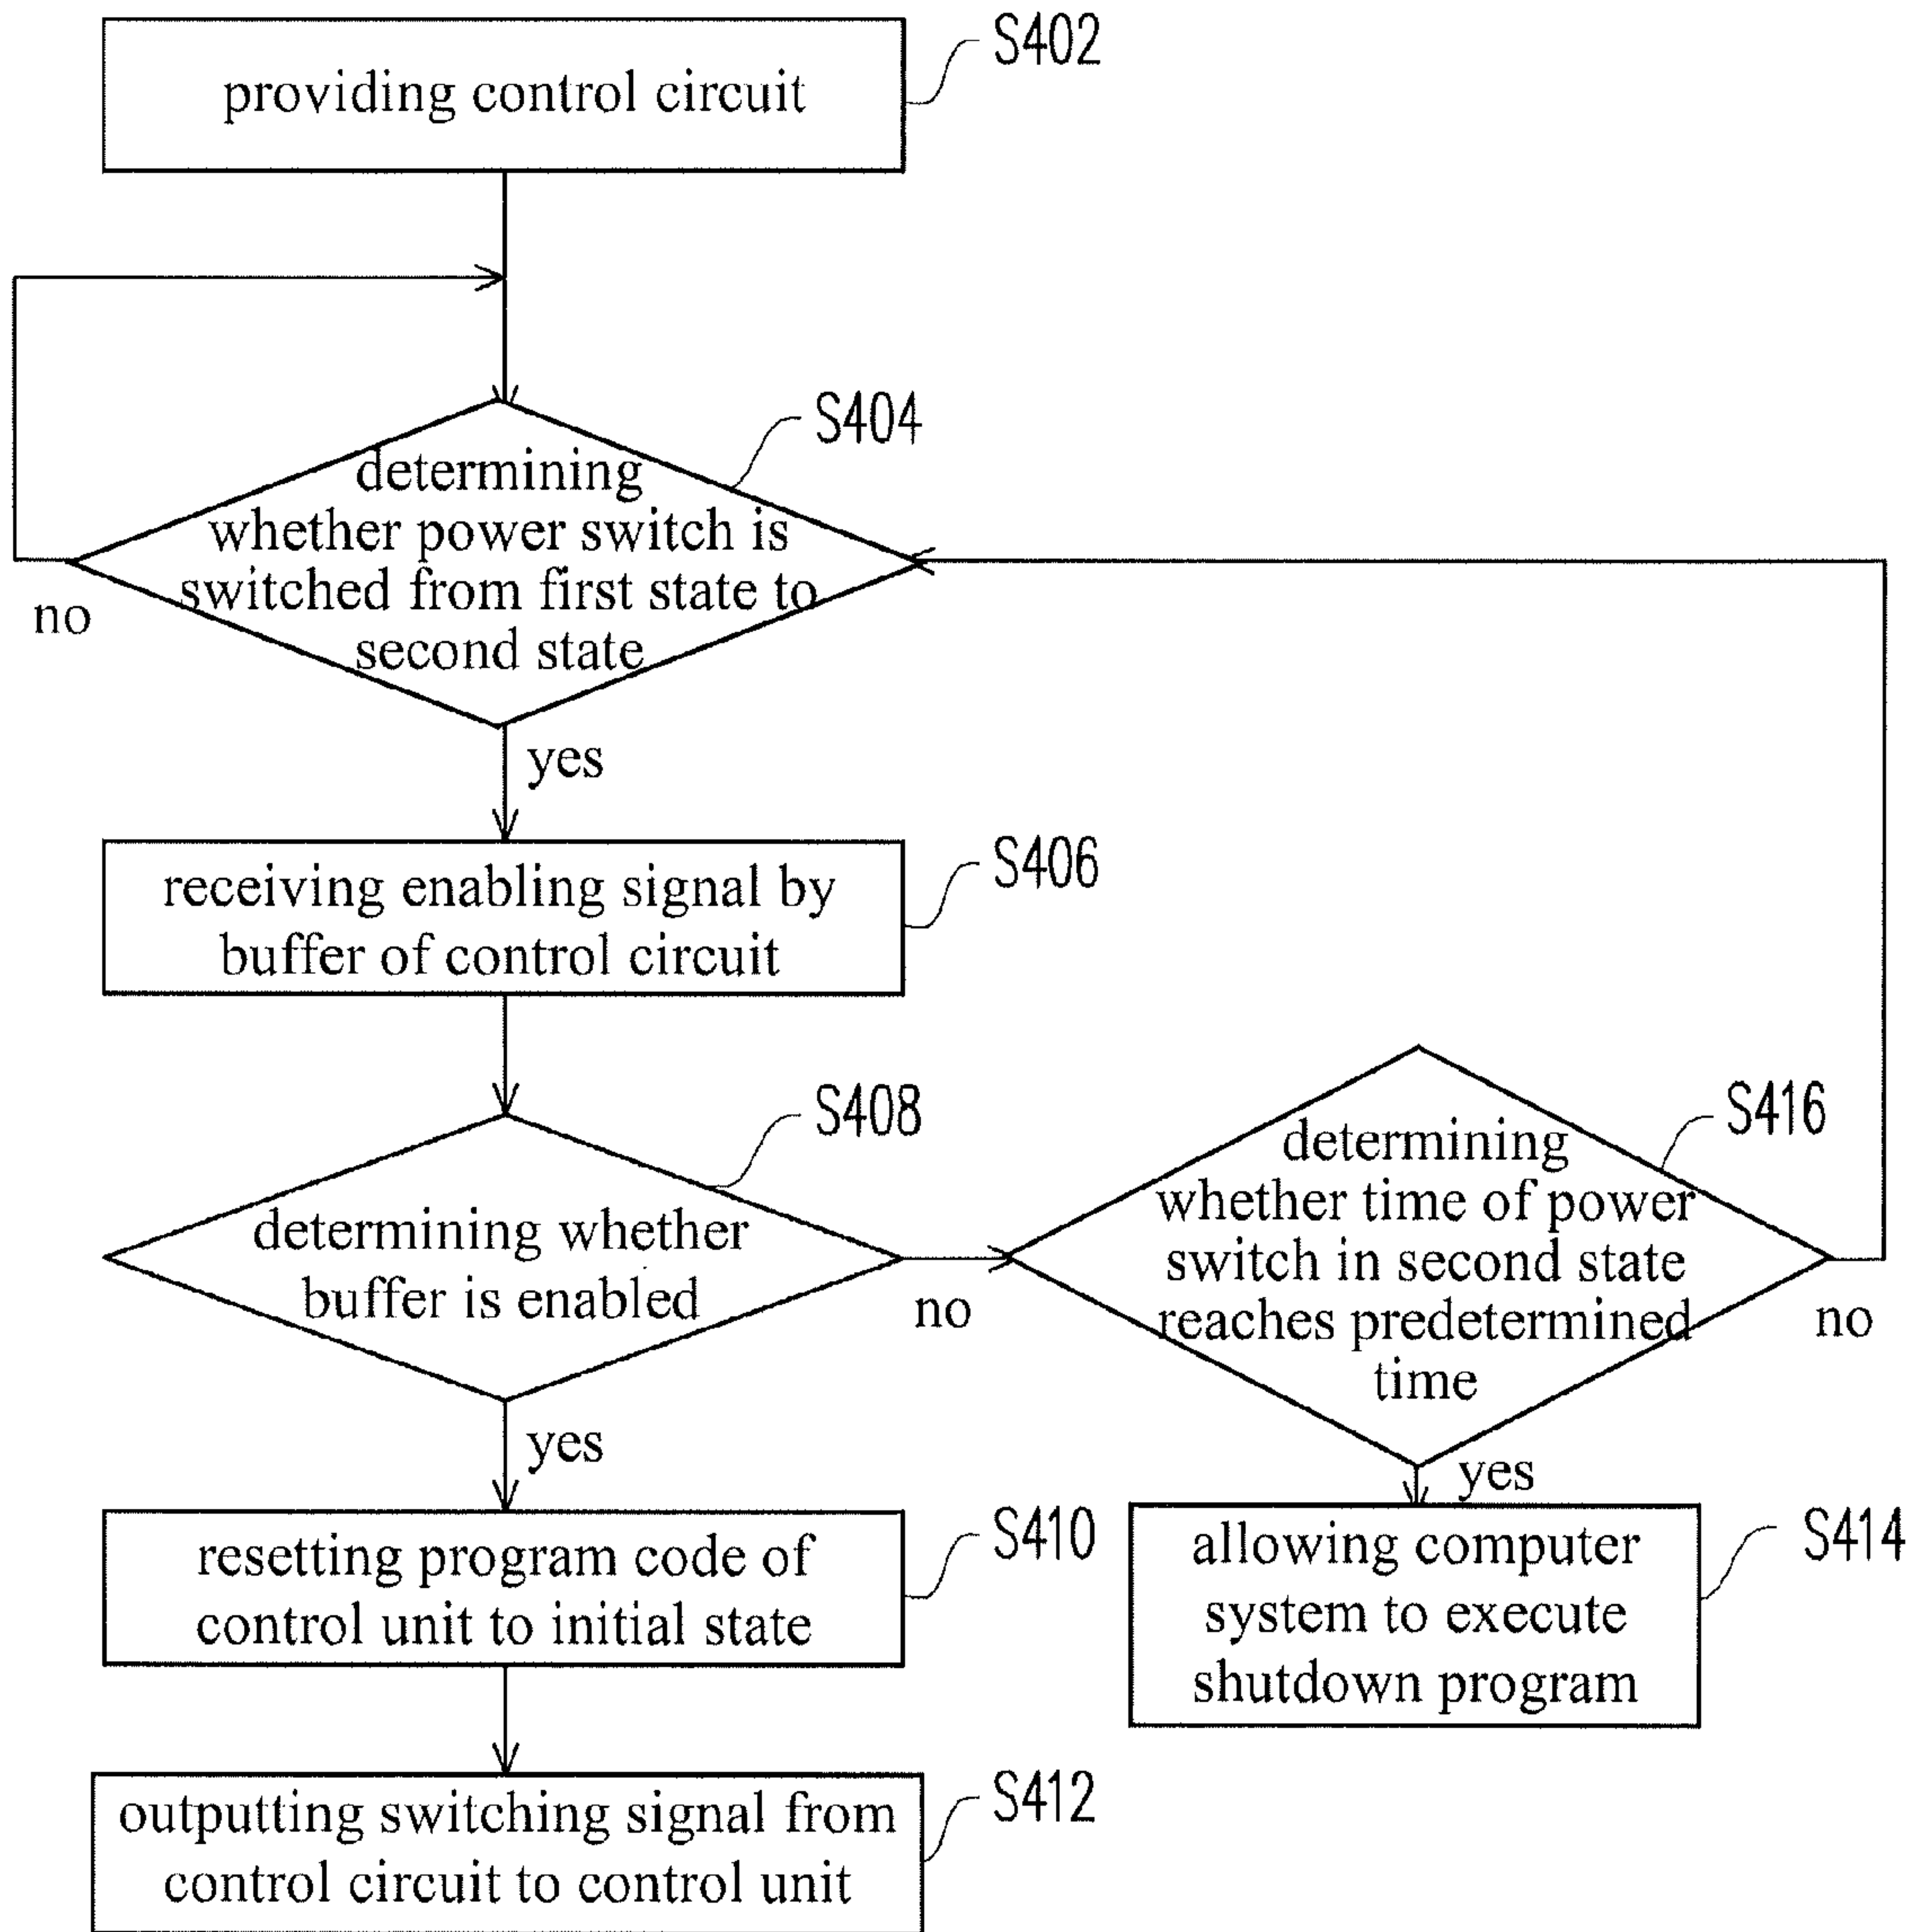 providing control circuit
S402
determining
whether power switch is
switched from first state to
second state
S404
no
yes
receiving enabling signal by
buffer of control circuit
S406
determining whether
buffer is enabled
S408
no
yes
determining
whether time of power
switch in second state
reaches predetermined
time
S416
no
yes
resetting program code of
control unit to initial state
S410
allowing computer
system to execute
shutdown program
S414
outputting switching signal from
control circuit to control unit
S412